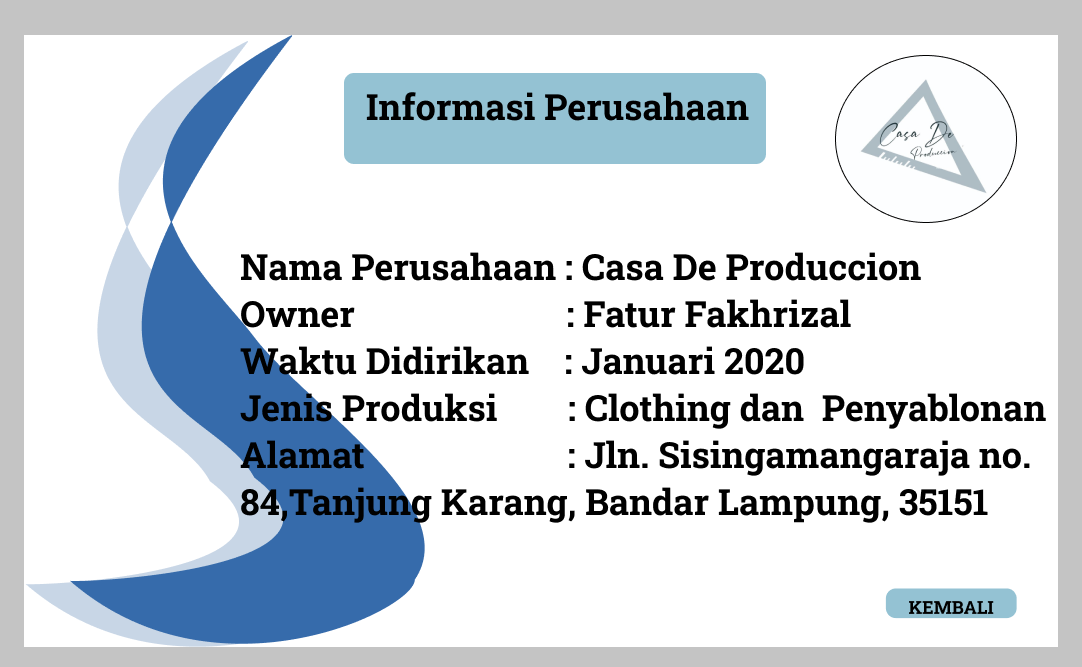 Informasi Perusahaan
Casa De
Produccion
Nama Perusahaan : Casa De Produccion
Owner : Fatur Fakhrizal
Waktu Didirikan : Januari 2020
Jenis Produksi : Clothing dan Penyablonan
Alamat : Jln. Sisingamangaraja no.
84,Tanjung Karang, Bandar Lampung, 35151
KEMBALI